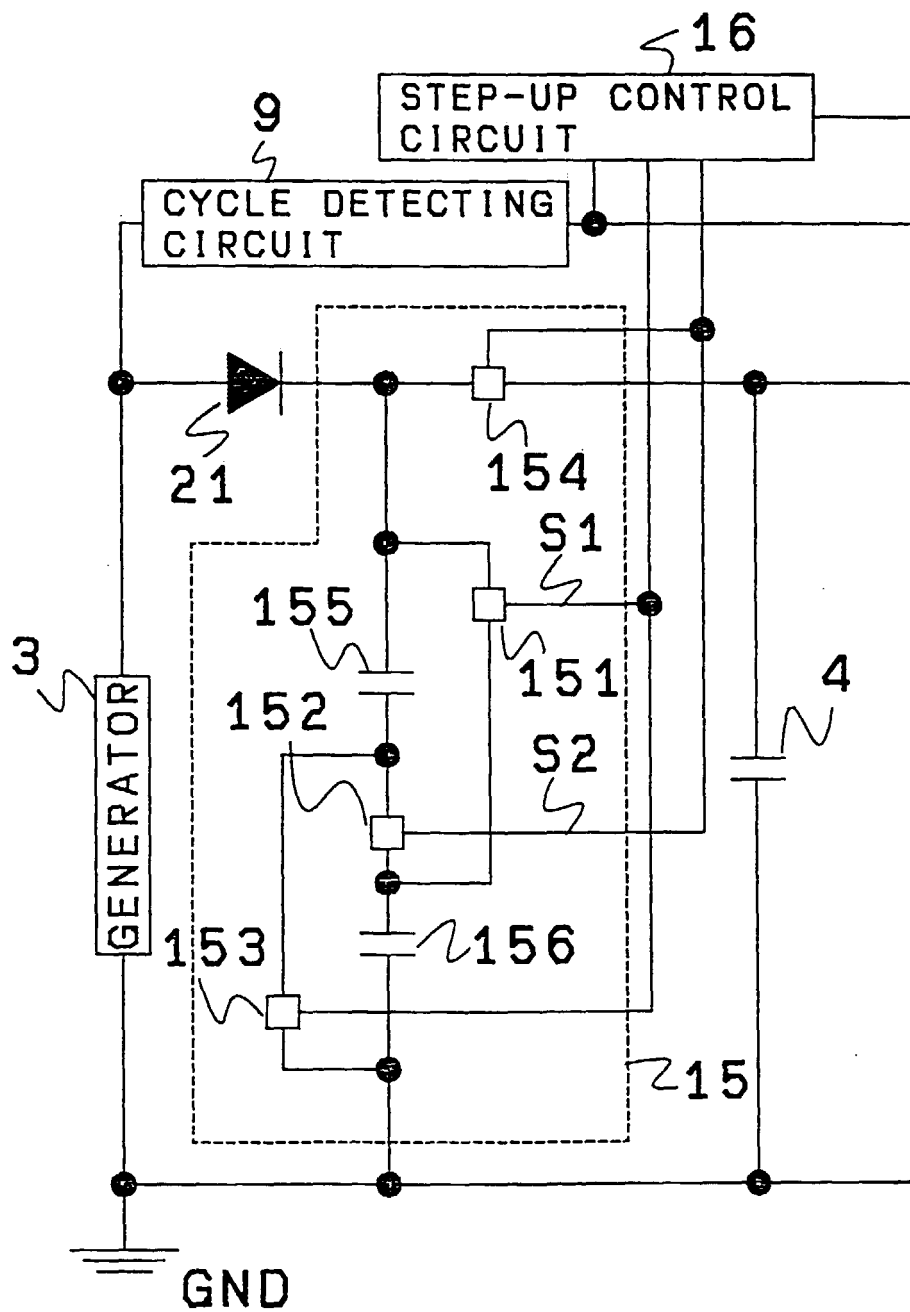 16
STEP-UP CONTROL
CIRCUIT
9
CYCLE DETECTING
CIRCUIT
21
154
S1
155
151
3
152
4
S2
GENERATOR
153
156
15
GND